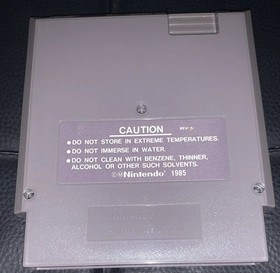 CAUTION
• DO NOT STORE IN EXTREME TEMPERATURES.
• DO NOT IMMERSE IN WATER.
• DO NOT CLEAN WITH BENZENE, THINNER,
ALCOHOL OR OTHER SUCH SOLVENTS.
©Nintendo® 1985